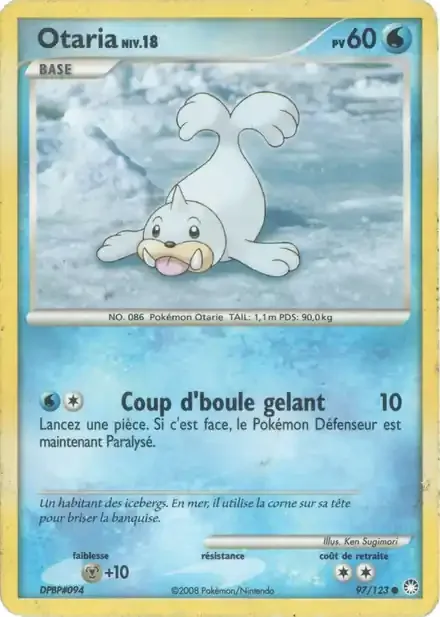 Otaria NIV.18
PV 60
BASE
NO. 086 Pokémon Otarie TAIL: 1,1m PDS: 90,0kg
Coup d'boule gelant 10
Lancez une pièce. Si c'est face, le Pokémon Défenseur est
maintenant Paralysé.
Un habitant des icebergs. En mer, il utilise la corne sur sa tête
pour briser la banquise.
Illus. Ken Sugimori
faiblesse résistance coût de retraite
+10
DPBP#094 ©2008 Pokémon/Nintendo 97/123